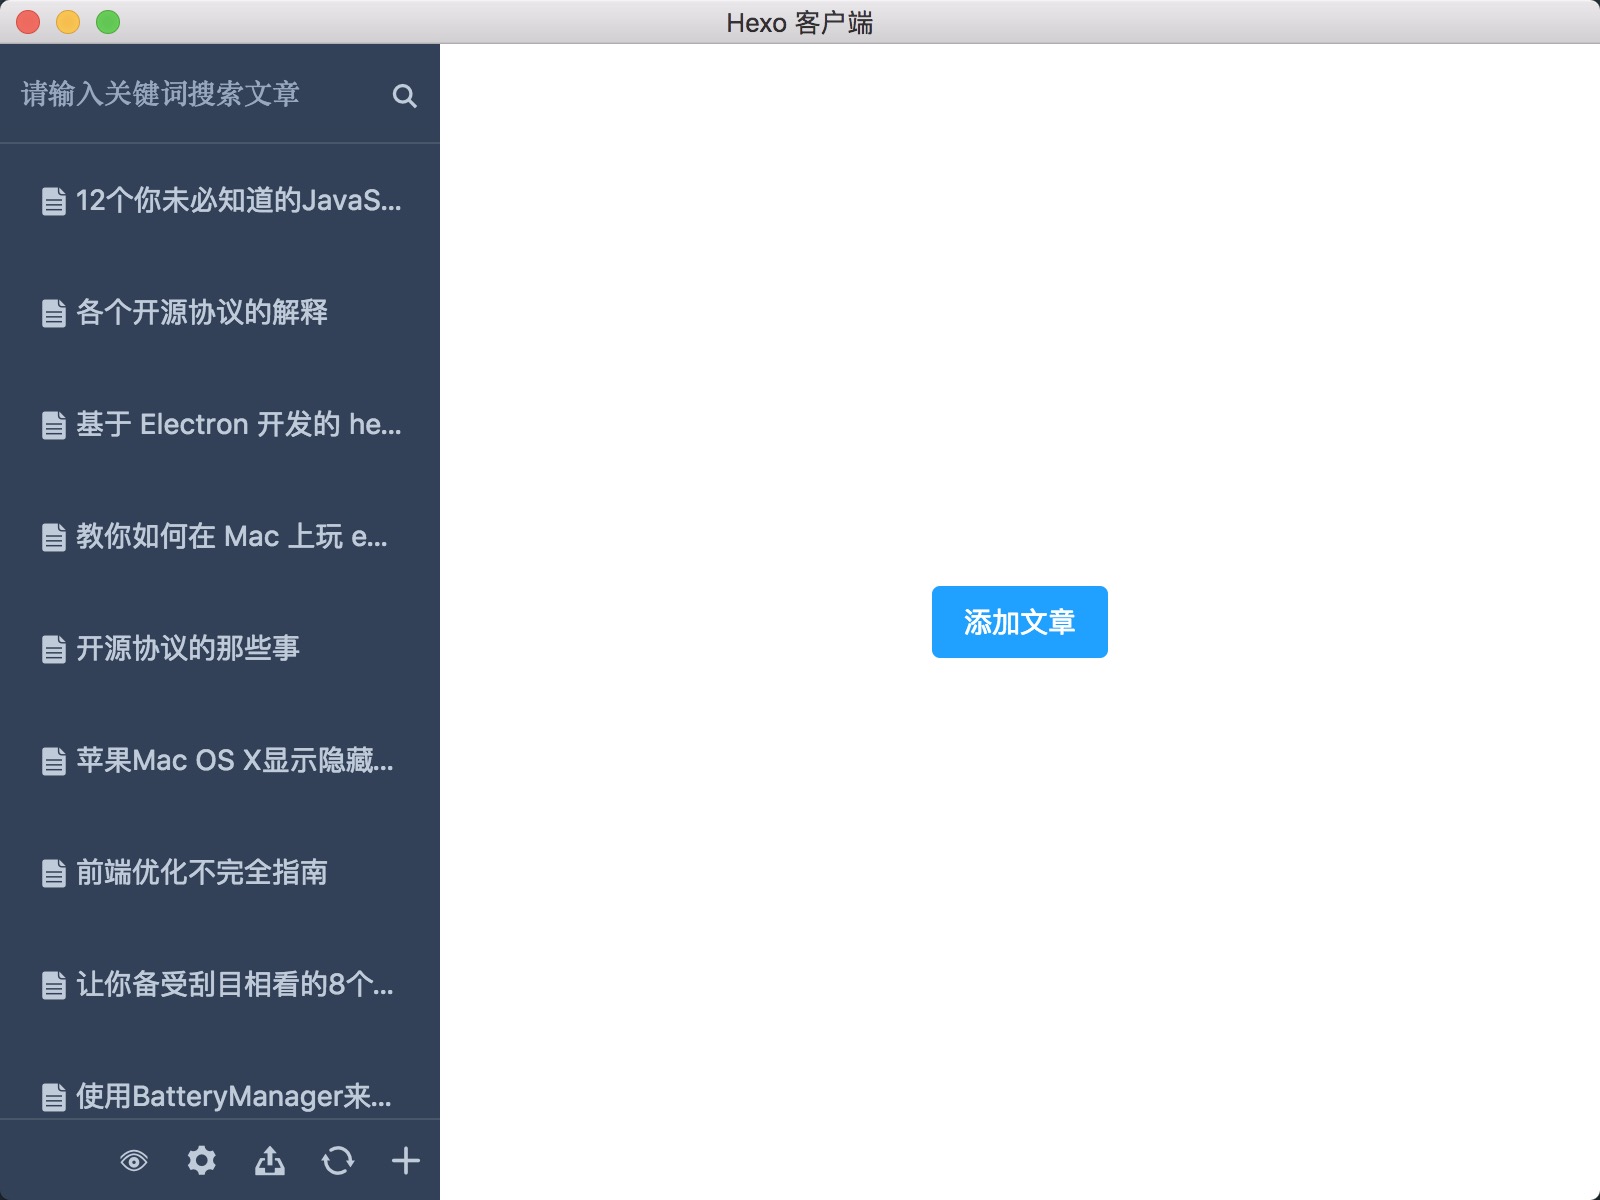 Hexo 客户端
请输入关键词搜索文章
12个你未必知道的JavaS...
各个开源协议的解释
基于 Electron 开发的 he...
教你如何在 Mac 上玩 e...
开源协议的那些事
苹果Mac OS X显示隐藏...
前端优化不完全指南
让你备受刮目相看的8个...
使用BatteryManager来...
添加文章